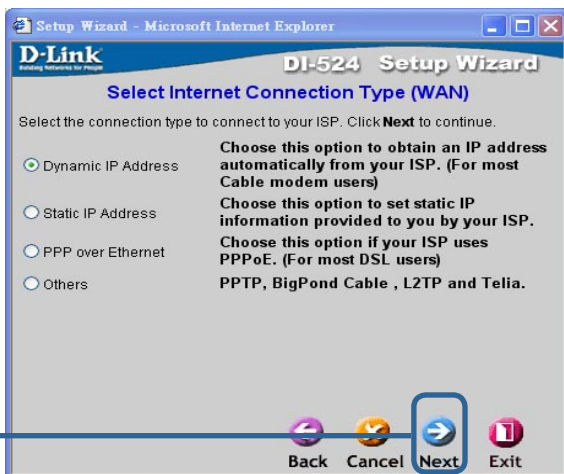 Setup Wizard - Microsoft Internet Explorer
D-Link
Building Networks for People
DI-524 Setup Wizard
Select Internet Connection Type (WAN)
Select the connection type to connect to your ISP. Click Next to continue.
Dynamic IP Address
Choose this option to obtain an IP address
automatically from your ISP. (For most
Cable modem users)
Static IP Address
Choose this option to set static IP
information provided to you by your ISP.
PPP over Ethernet
Choose this option if your ISP uses
PPPoE. (For most DSL users)
Others
PPTP, BigPond Cable , L2TP and Telia.
Back Cancel Next Exit